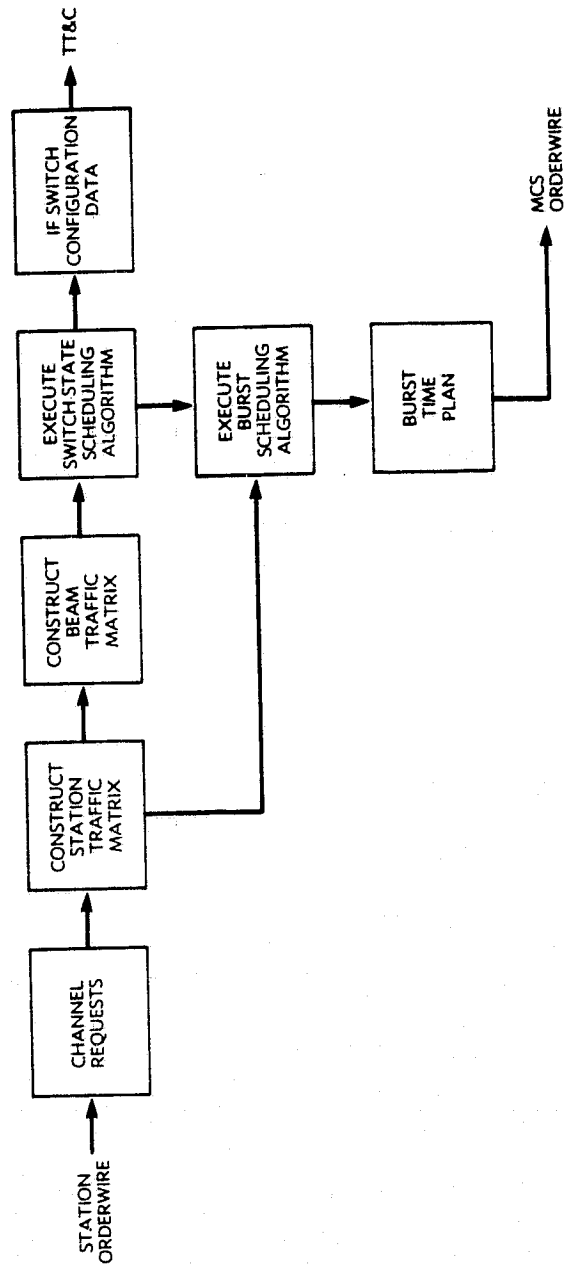 STATION
ORDERWIRE
CHANNEL
REQUESTS
CONSTRUCT
STATION
TRAFFIC
MATRIX
CONSTRUCT
BEAM
TRAFFIC
MATRIX
EXECUTE
SWITCH-STATE
SCHEDULING
ALGORITHM
IF SWITCH
CONFIGURATION
DATA
TT&C
EXECUTE
BURST
SCHEDULING
ALGORITHM
BURST
TIME
PLAN
MCS
ORDERWIRE